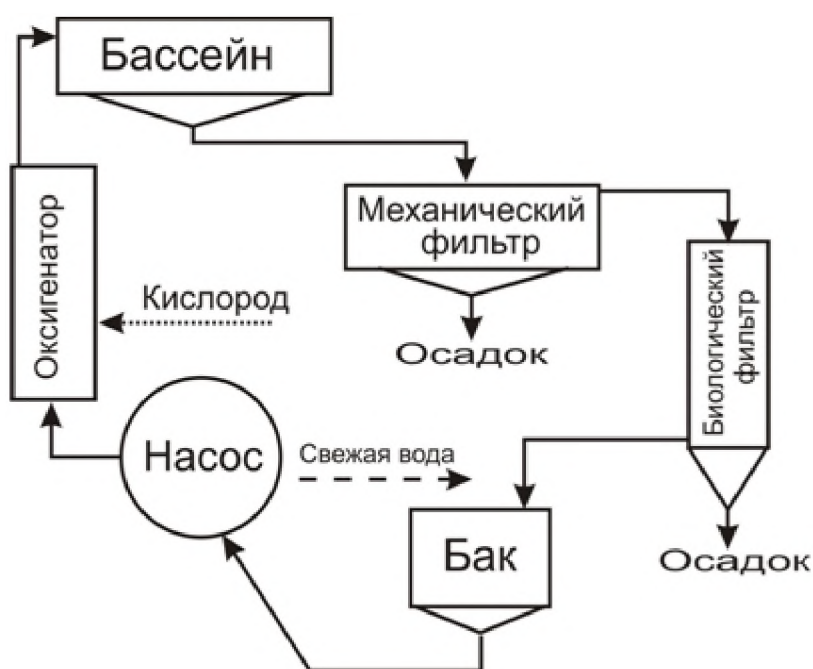 Бассейн
Механический
фильтр
Оксигенатор
Кислород
Биологический
фильтр
Осадок
Насос
Свежая вода
Бак
Осадок